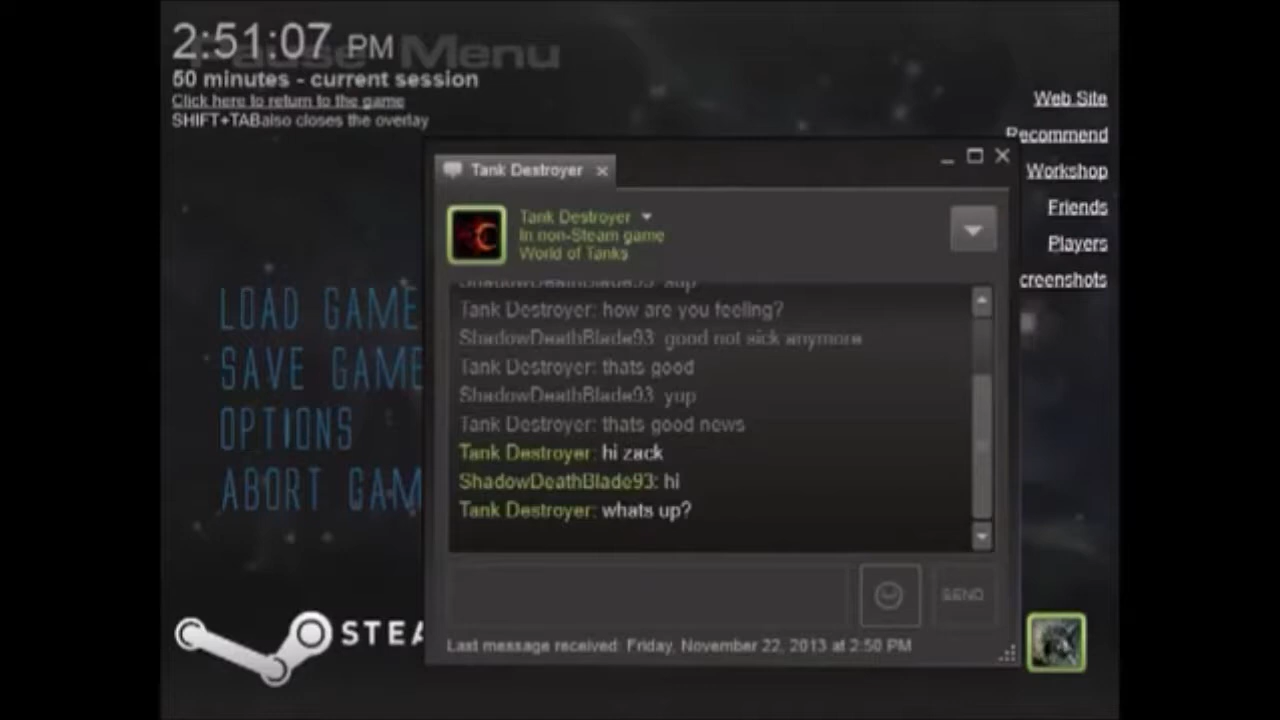 2:51:07 PM
Pause Menu
50 minutes - current session
Click here to return to the game
SHIFT+TABalso closes the overlay
Web Site
Recommend
Workshop
Friends
Players
creenshots
Tank Destroyer
Tank Destroyer
In non-Steam game
World of Tanks
ShadowDeathBlade93: sup
Tank Destroyer: how are you feeling?
ShadowDeathBlade93: good not sick anymore
Tank Destroyer: thats good
ShadowDeathBlade93: yup
Tank Destroyer: thats good news
Tank Destroyer: hi zack
ShadowDeathBlade93: hi
Tank Destroyer: whats up?
SEND
Last message received: Friday, November 22, 2013 at 2:50 PM
LOAD GAME
SAVE GAME
OPTIONS
ABORT GAM
STEA